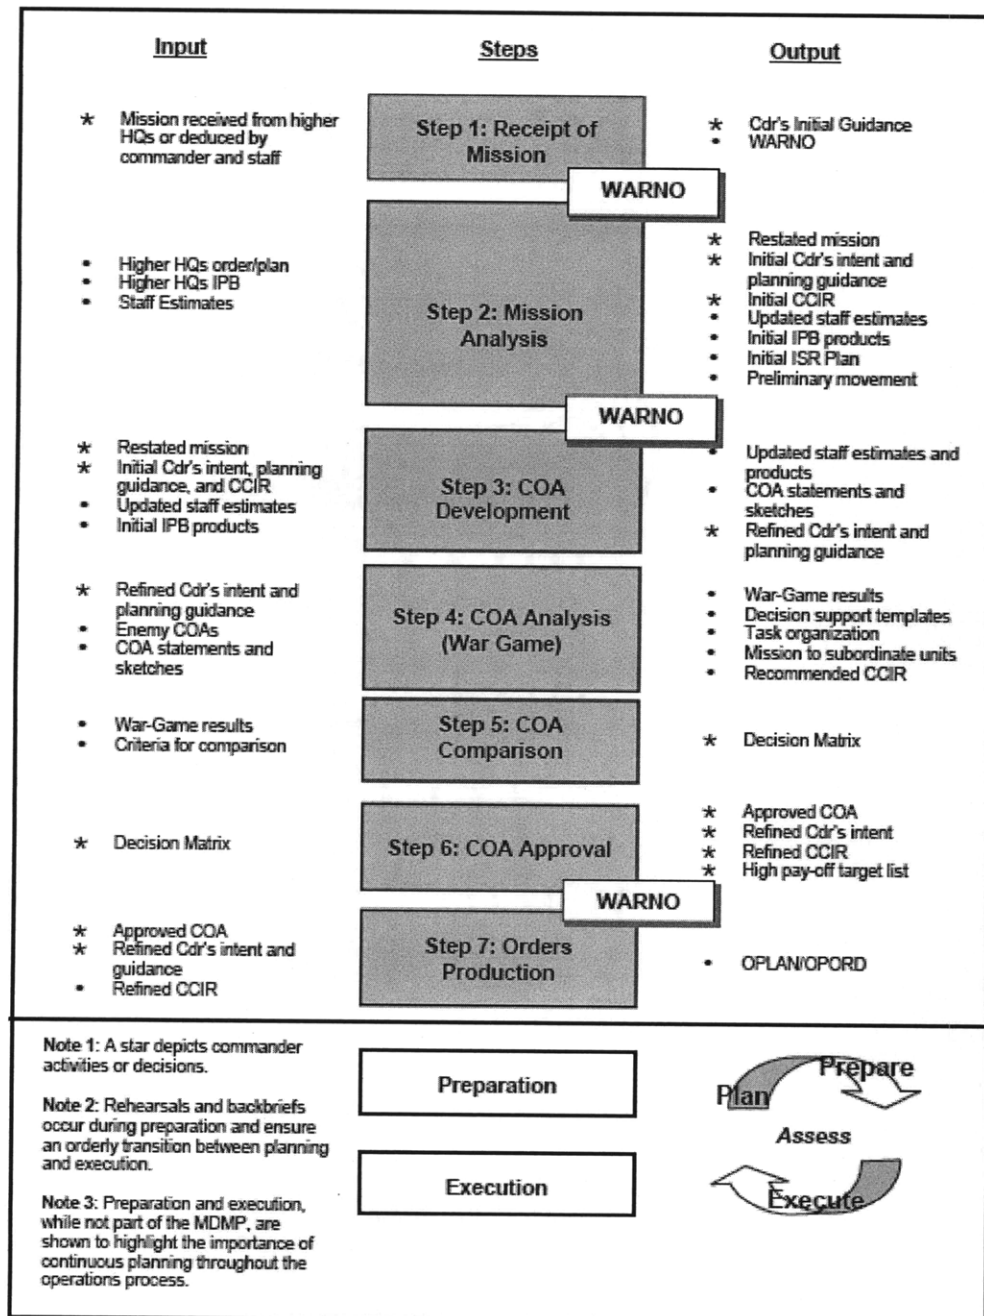 Input
Steps
Output
* Mission received from higher
HQs or deduced by
commander and staff
Step 1: Receipt of
Mission
* Cdr's Initial Guidance
• WARNO
WARNO
• Higher HQs order/plan
• Higher HQs IPB
• Staff Estimates
Step 2: Mission
Analysis
* Restated mission
* Initial Cdr's intent and
planning guidance
* Initial CCIR
• Updated staff estimates
• Initial IPB products
• Initial ISR Plan
• Preliminary movement
WARNO
* Restated mission
* Initial Cdr's intent, planning
guidance, and CCIR
• Updated staff estimates
• Initial IPB products
Step 3: COA
Development
• Updated staff estimates and
products
• COA statements and
sketches
* Refined Cdr's intent and
planning guidance
* Refined Cdr's intent and
planning guidance
• Enemy COAs
• COA statements and
sketches
Step 4: COA Analysis
(War Game)
• War-Game results
• Decision support templates
• Task organization
• Mission to subordinate units
• Recommended CCIR
• War-Game results
• Criteria for comparison
Step 5: COA
Comparison
* Decision Matrix
* Decision Matrix
Step 6: COA Approval
* Approved COA
* Refined Cdr's intent
* Refined CCIR
* High pay-off target list
WARNO
* Approved COA
* Refined Cdr's intent and
guidance
• Refined CCIR
Step 7: Orders
Production
• OPLAN/OPORD
Note 1: A star depicts commander
activities or decisions.
Note 2: Rehearsals and backbriefs
occur during preparation and ensure
an orderly transition between planning
and execution.
Note 3: Preparation and execution,
while not part of the MDMP, are
shown to highlight the importance of
continuous planning throughout the
operations process.
Preparation
Execution
Plan
Prepare
Assess
Execute